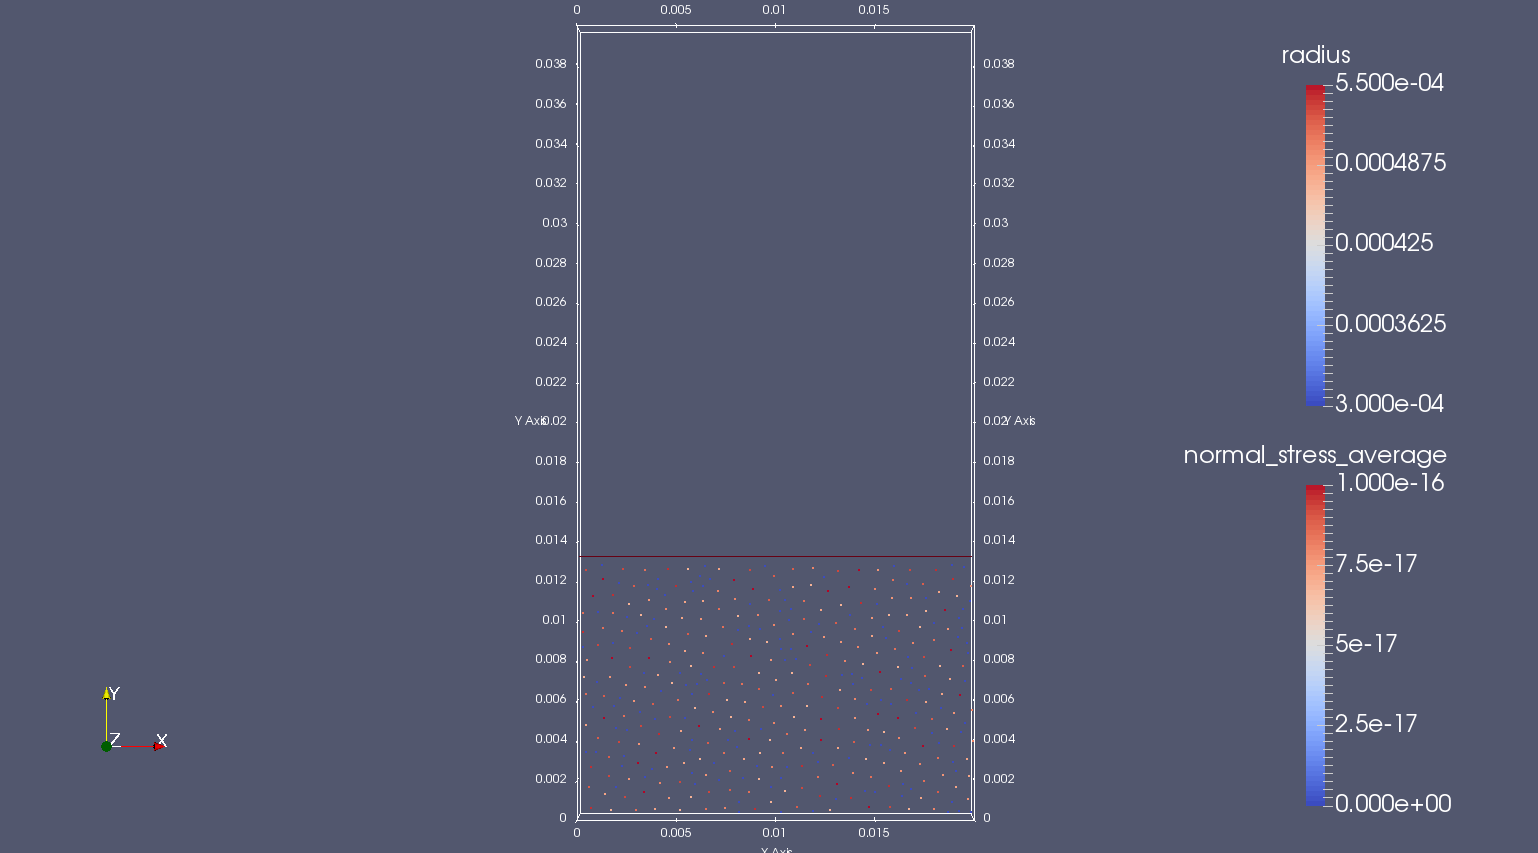 0 0.005 0.01 0.015
radius
5.500e-04
0.0004875
0.000425
0.0003625
3.000e-04
normal_stress_average
1.000e-16
7.5e-17
5e-17
2.5e-17
0.000e+00
0.038 0.038
0.036 0.036
0.034 0.034
0.032 0.032
0.03 0.03
0.028 0.028
0.026 0.026
0.024 0.024
0.022 0.022
Y Axis 0.02 0.02 Y Axis
0.018 0.018
0.016 0.016
0.014 0.014
0.012 0.012
0.01 0.01
0.008 0.008
0.006 0.006
0.004 0.004
0.002 0.002
0 0
0 0.005 0.01 0.015
X Axis
Y
Z X